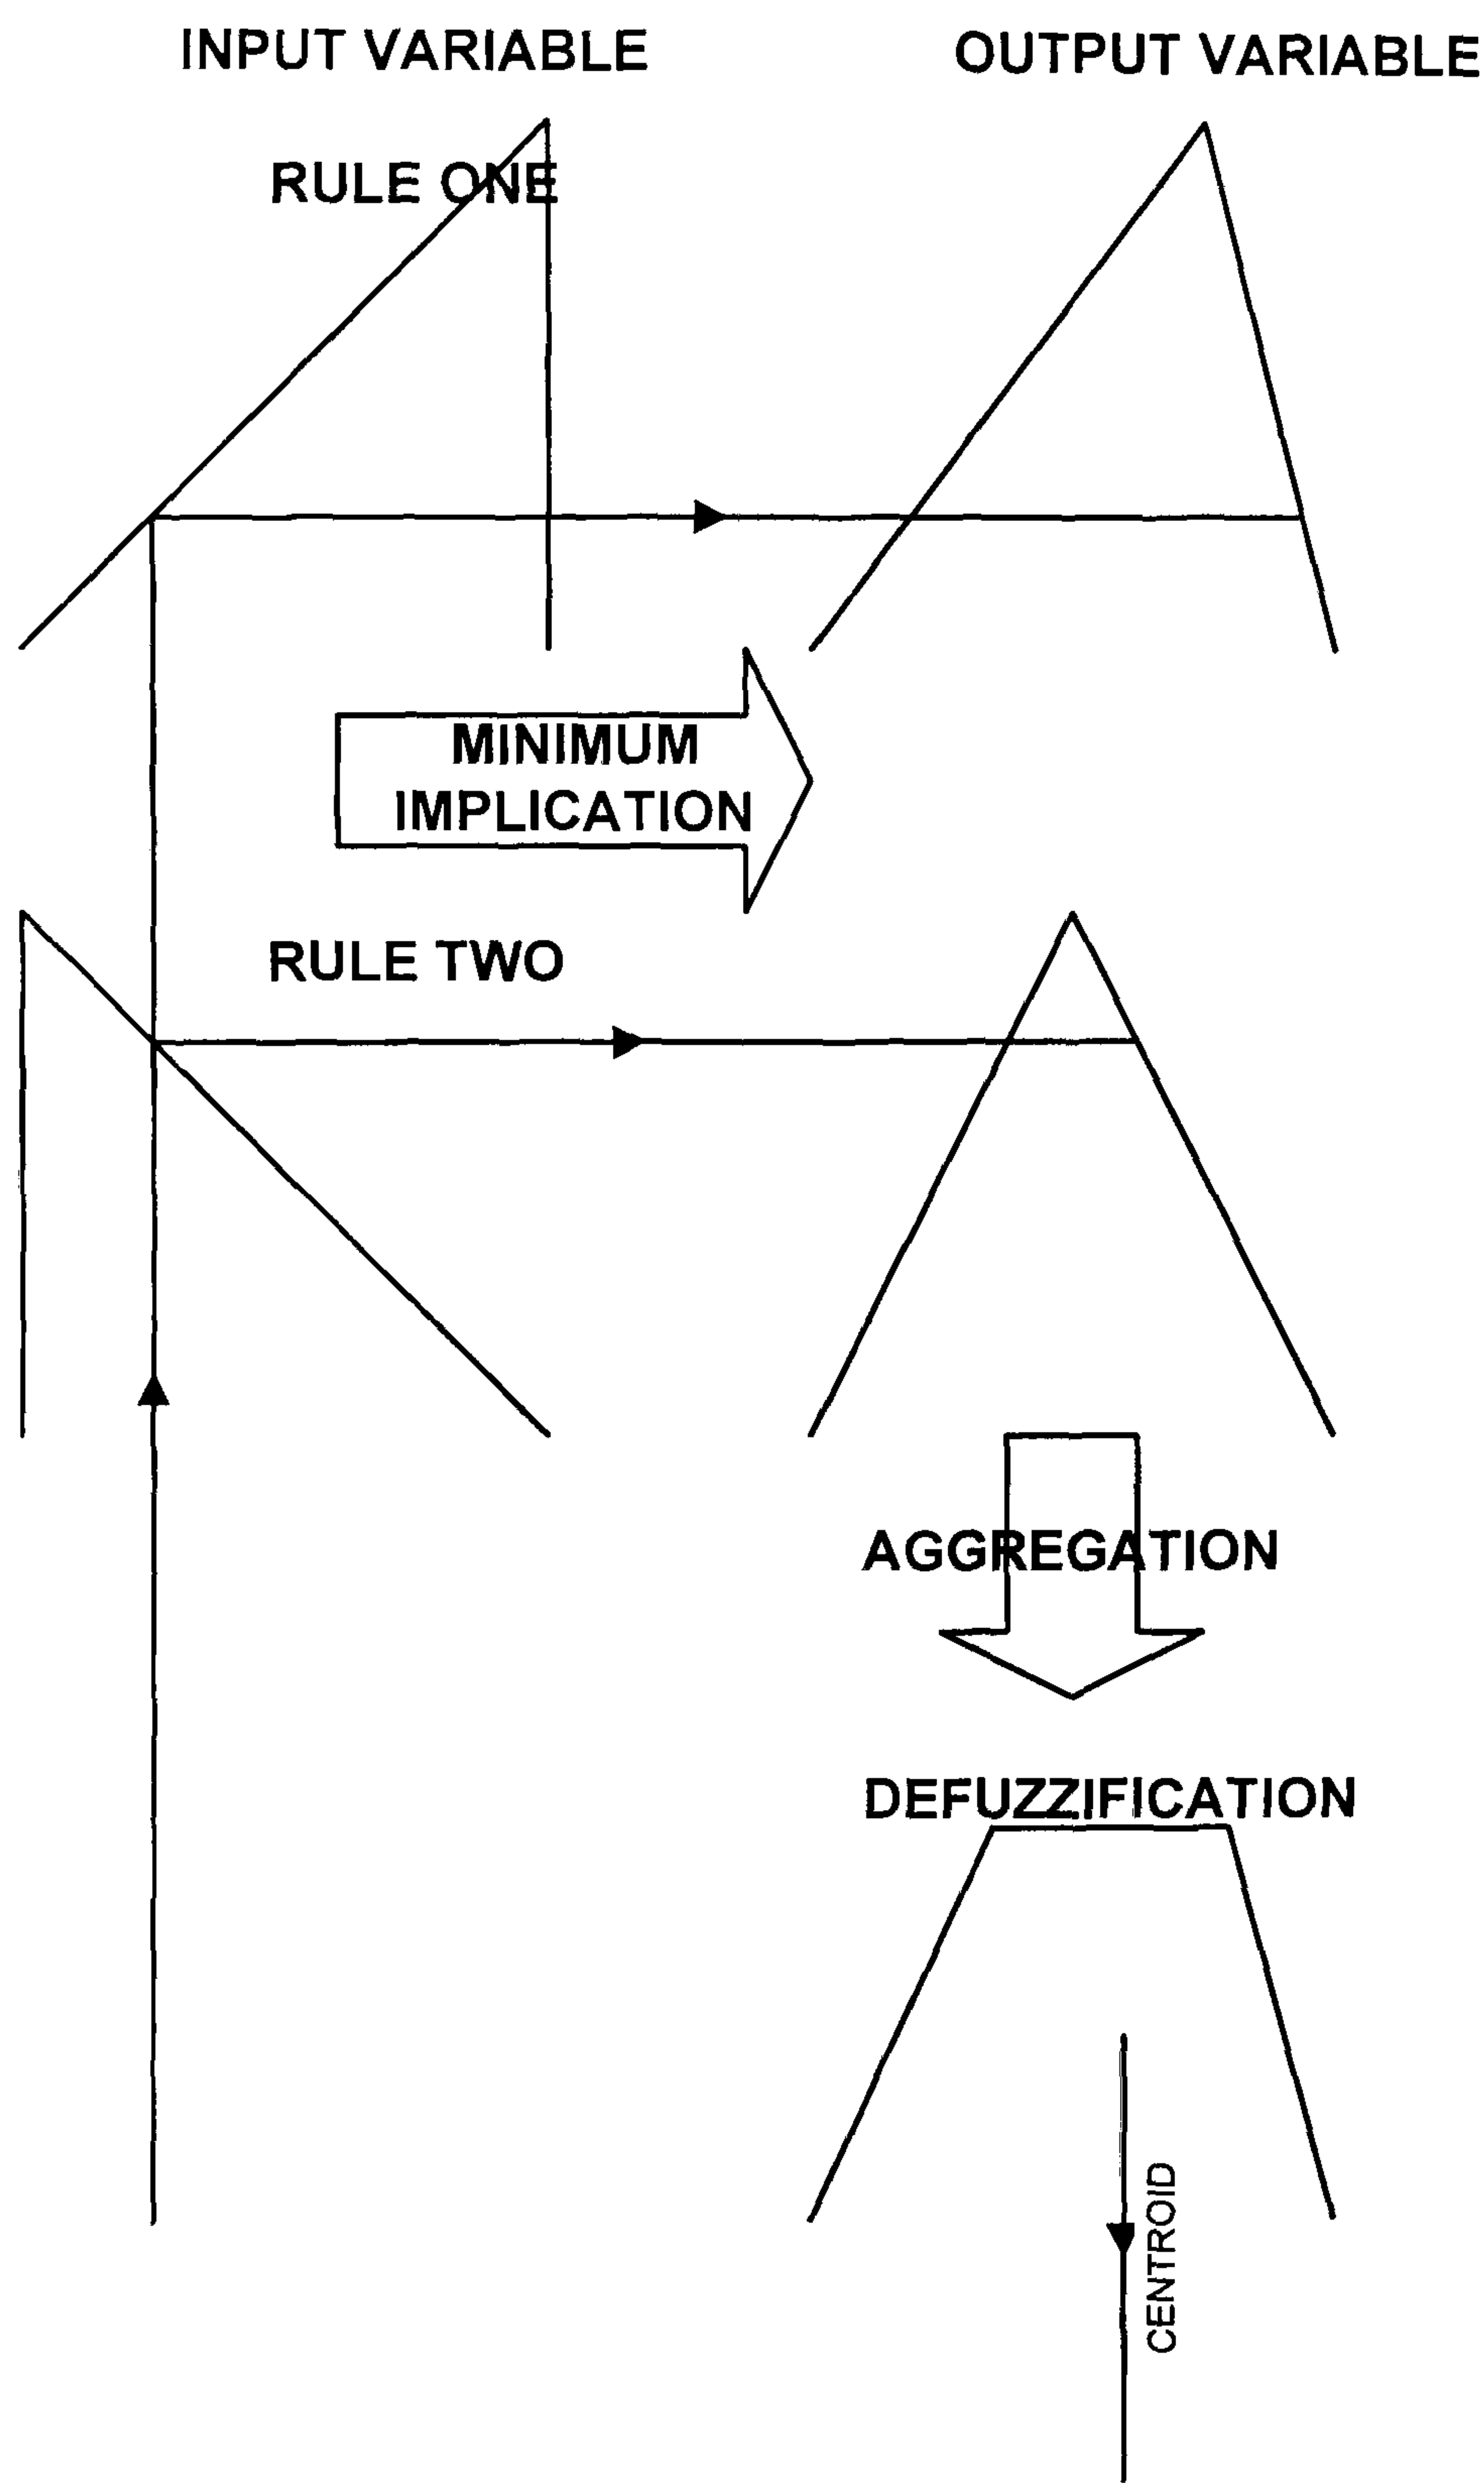 INPUT VARIABLE
OUTPUT VARIABLE
RULE ONE
MINIMUM
IMPLICATION
RULE TWO
AGGREGATION
DEFUZZIFICATION
CENTROID